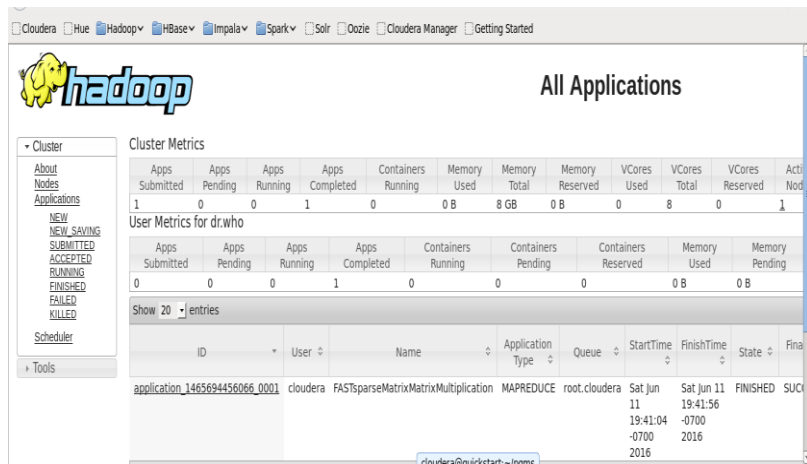 Cloudera Hue Hadoop HBase Impala Spark Solr Oozie Cloudera Manager Getting Started
hadoop
All Applications
Cluster
About
Nodes
Applications
NEW
NEW_SAVING
SUBMITTED
ACCEPTED
RUNNING
FINISHED
FAILED
KILLED
Scheduler
Tools
Cluster Metrics
Apps Submitted Apps Pending Apps Running Apps Completed Containers Running Memory Used Memory Total Memory Reserved VCores Used VCores Total VCores Reserved Acti Nod
1 0 0 1 0 0 B 8 GB 0 B 0 8 0 1
User Metrics for dr.who
Apps Submitted Apps Pending Apps Running Apps Completed Containers Running Containers Pending Containers Reserved Memory Used Memory Pending
0 0 0 1 0 0 0 0 B 0 B
Show 20 entries
ID User Name Application Type Queue StartTime FinishTime State Fina
application_1465694456066_0001 cloudera FASTsparseMatrixMatrixMultiplication MAPREDUCE root.cloudera Sat Jun 11 19:41:04 -0700 2016 Sat Jun 11 19:41:56 -0700 2016 FINISHED SUC
cloudera@quickstart:~/pgms